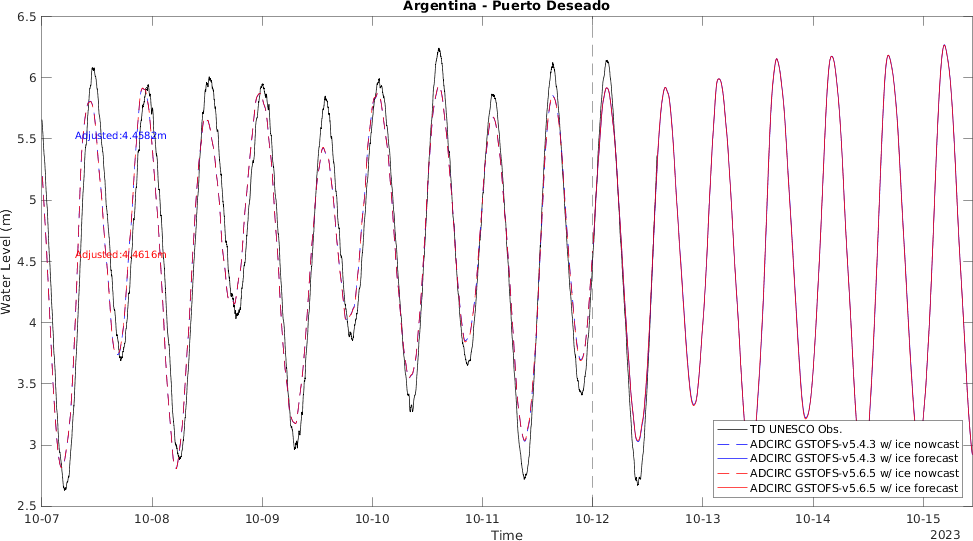 Argentina - Puerto Deseado
6.5
6
5.5
5
4.5
4
3.5
3
2.5
Water Level (m)
Adjusted:4.4582m
Adjusted:4.4616m
TD UNESCO Obs.
ADCIRC GSTOFS-v5.4.3 w/ ice nowcast
ADCIRC GSTOFS-v5.4.3 w/ ice forecast
ADCIRC GSTOFS-v5.6.5 w/ ice nowcast
ADCIRC GSTOFS-v5.6.5 w/ ice forecast
10-07 10-08 10-09 10-10 10-11 10-12 10-13 10-14 10-15
Time
2023